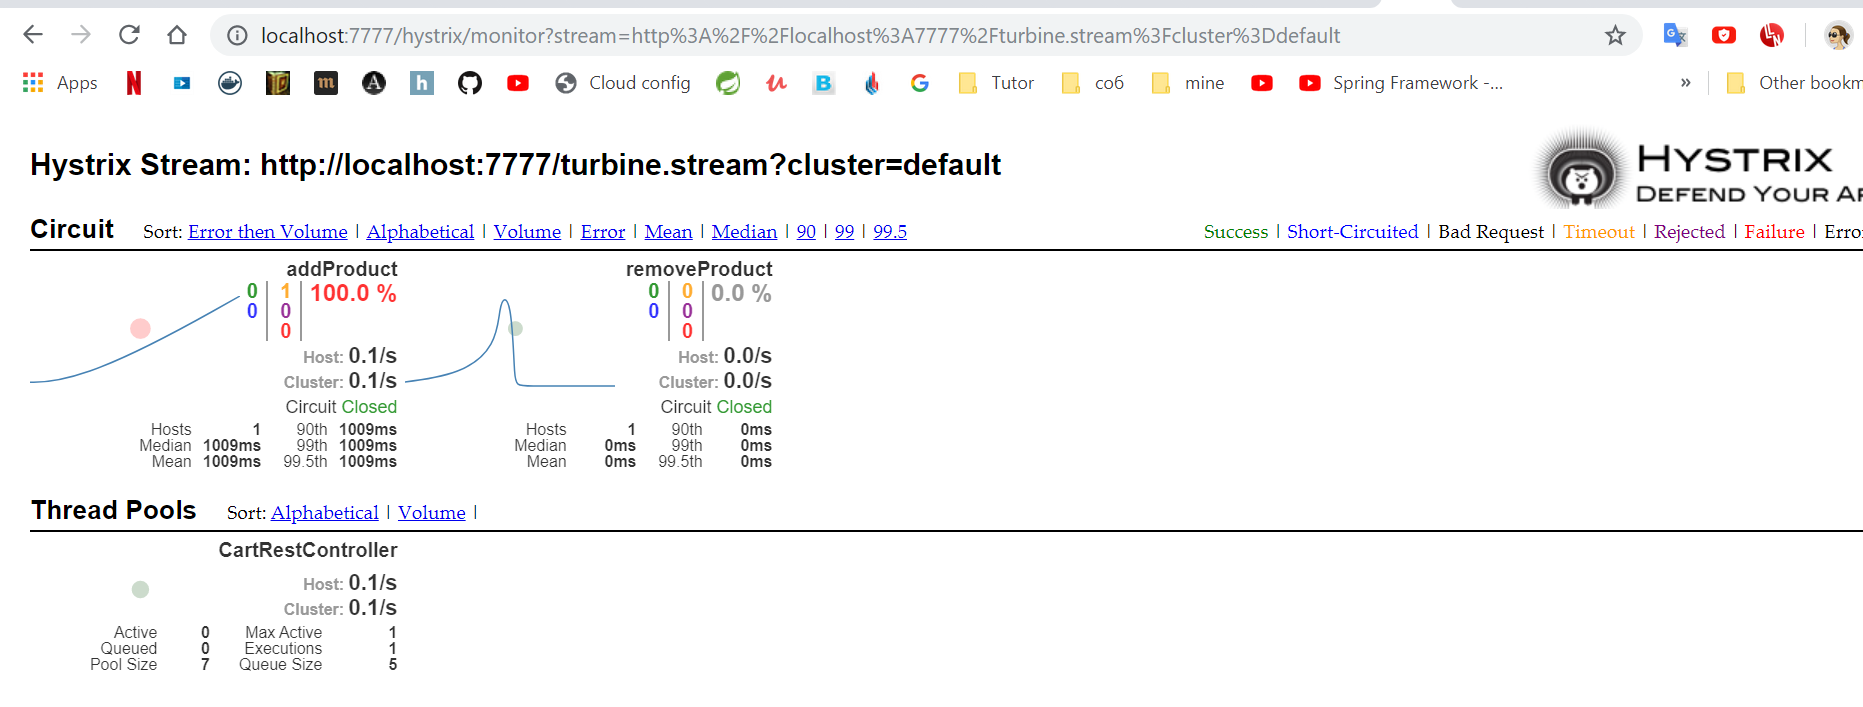 localhost:7777/hystrix/monitor?stream=http%3A%2F%2Flocalhost%3A7777%2Fturbine.stream%3Fcluster%3Ddefault
Apps Cloud config Tutor соб mine Spring Framework -... » Other bookm
Hystrix Stream: http://localhost:7777/turbine.stream?cluster=default
HYSTRIX
DEFEND YOUR AP
Circuit Sort: Error then Volume | Alphabetical | Volume | Error | Mean | Median | 90 | 99 | 99.5
Success | Short-Circuited | Bad Request | Timeout | Rejected | Failure | Erro
addProduct
0 1 100.0 %
0 0
0
Host: 0.1/s
Cluster: 0.1/s
Circuit Closed
Hosts 1 90th 1009ms
Median 1009ms 99th 1009ms
Mean 1009ms 99.5th 1009ms
removeProduct
0 0 0.0 %
0 0
0
Host: 0.0/s
Cluster: 0.0/s
Circuit Closed
Hosts 1 90th 0ms
Median 0ms 99th 0ms
Mean 0ms 99.5th 0ms
Thread Pools Sort: Alphabetical | Volume |
CartRestController
Host: 0.1/s
Cluster: 0.1/s
Active 0 Max Active 1
Queued 0 Executions 1
Pool Size 7 Queue Size 5